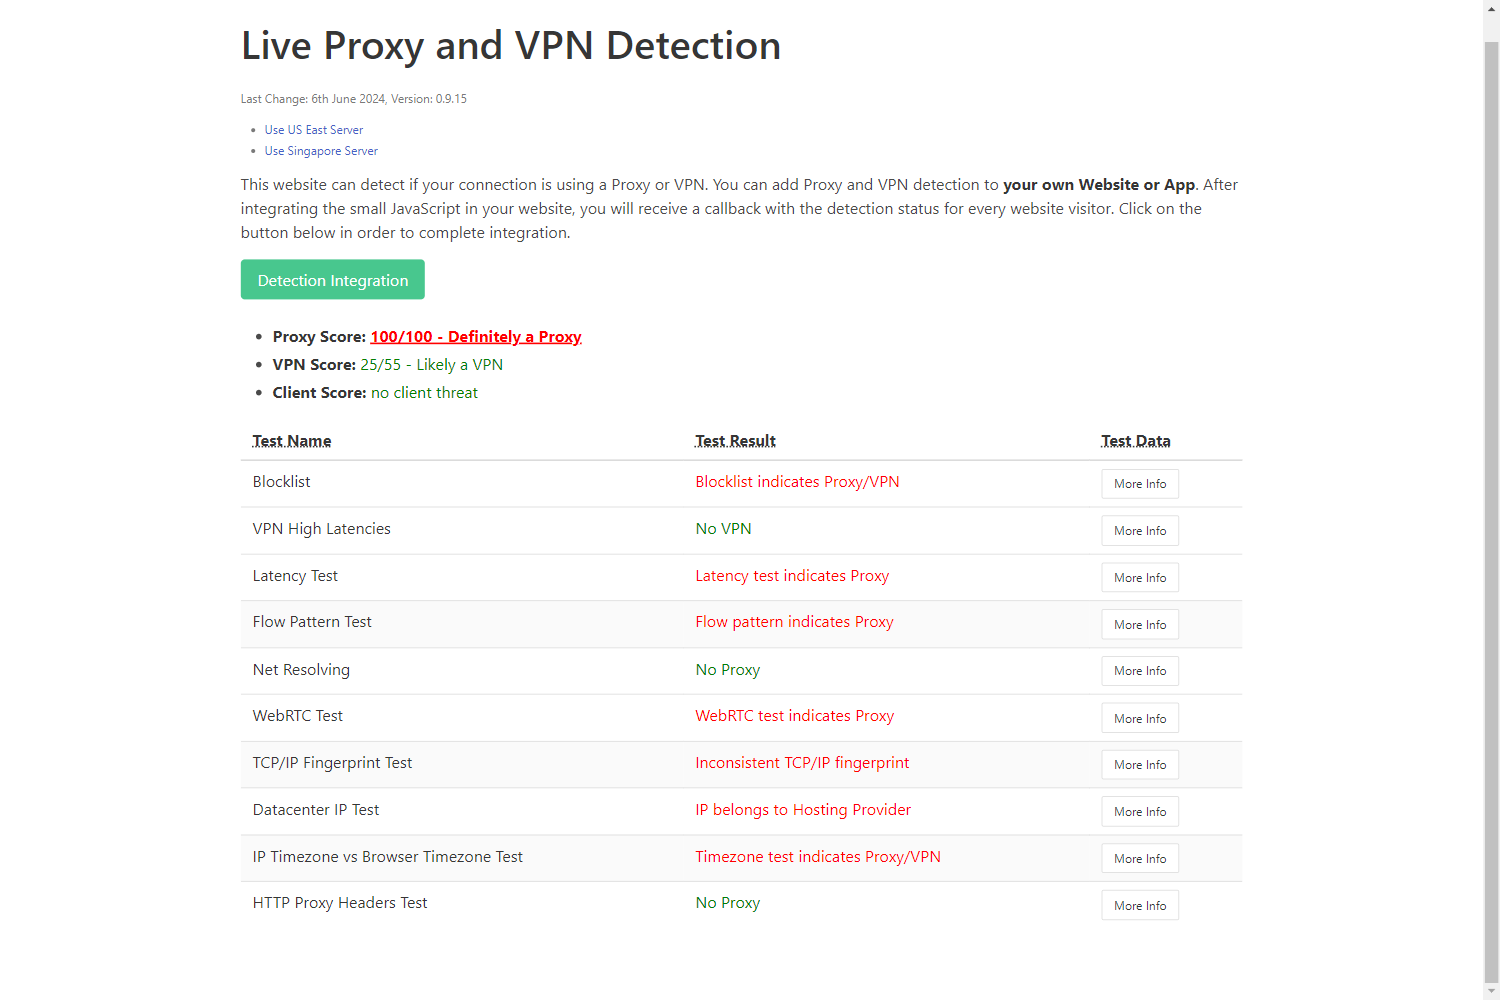 Live Proxy and VPN Detection
Last Change: 6th June 2024, Version: 0.9.15
Use US East Server
Use Singapore Server
This website can detect if your connection is using a Proxy or VPN. You can add Proxy and VPN detection to your own Website or App. After
integrating the small JavaScript in your website, you will receive a callback with the detection status for every website visitor. Click on the
button below in order to complete integration.
Detection Integration
Proxy Score: 100/100 - Definitely a Proxy
VPN Score: 25/55 - Likely a VPN
Client Score: no client threat
Test Name Test Result Test Data
Blocklist Blocklist indicates Proxy/VPN More Info
VPN High Latencies No VPN More Info
Latency Test Latency test indicates Proxy More Info
Flow Pattern Test Flow pattern indicates Proxy More Info
Net Resolving No Proxy More Info
WebRTC Test WebRTC test indicates Proxy More Info
TCP/IP Fingerprint Test Inconsistent TCP/IP fingerprint More Info
Datacenter IP Test IP belongs to Hosting Provider More Info
IP Timezone vs Browser Timezone Test Timezone test indicates Proxy/VPN More Info
HTTP Proxy Headers Test No Proxy More Info